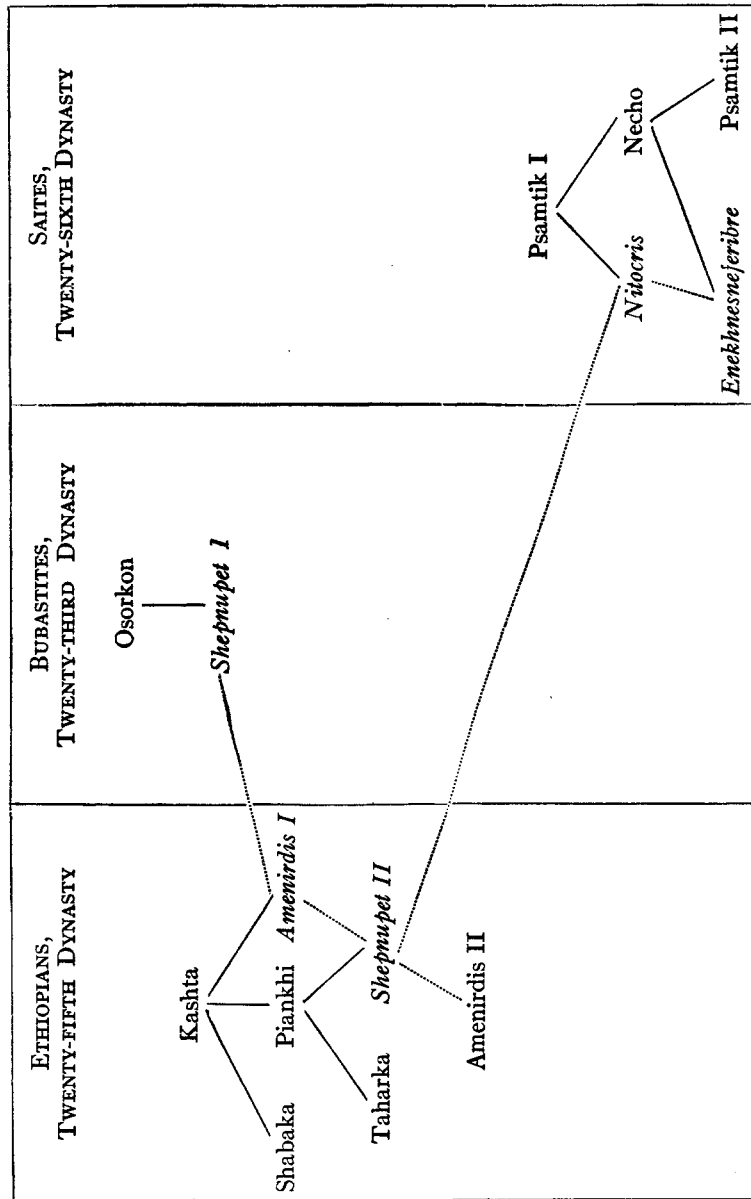 ETHIOPIANS,
TWENTY-FIFTH DYNASTY
Kashta
Shabaka Piankhi Amenirdis I
Taharka Shepnupet II
Amenirdis II
BUBASTITES,
TWENTY-THIRD DYNASTY
Osorkon
Shepnupet I
SAITES,
TWENTY-SIXTH DYNASTY
Psamtik I
Nitocris Necho
Enekhnesneferibre Psamtik II